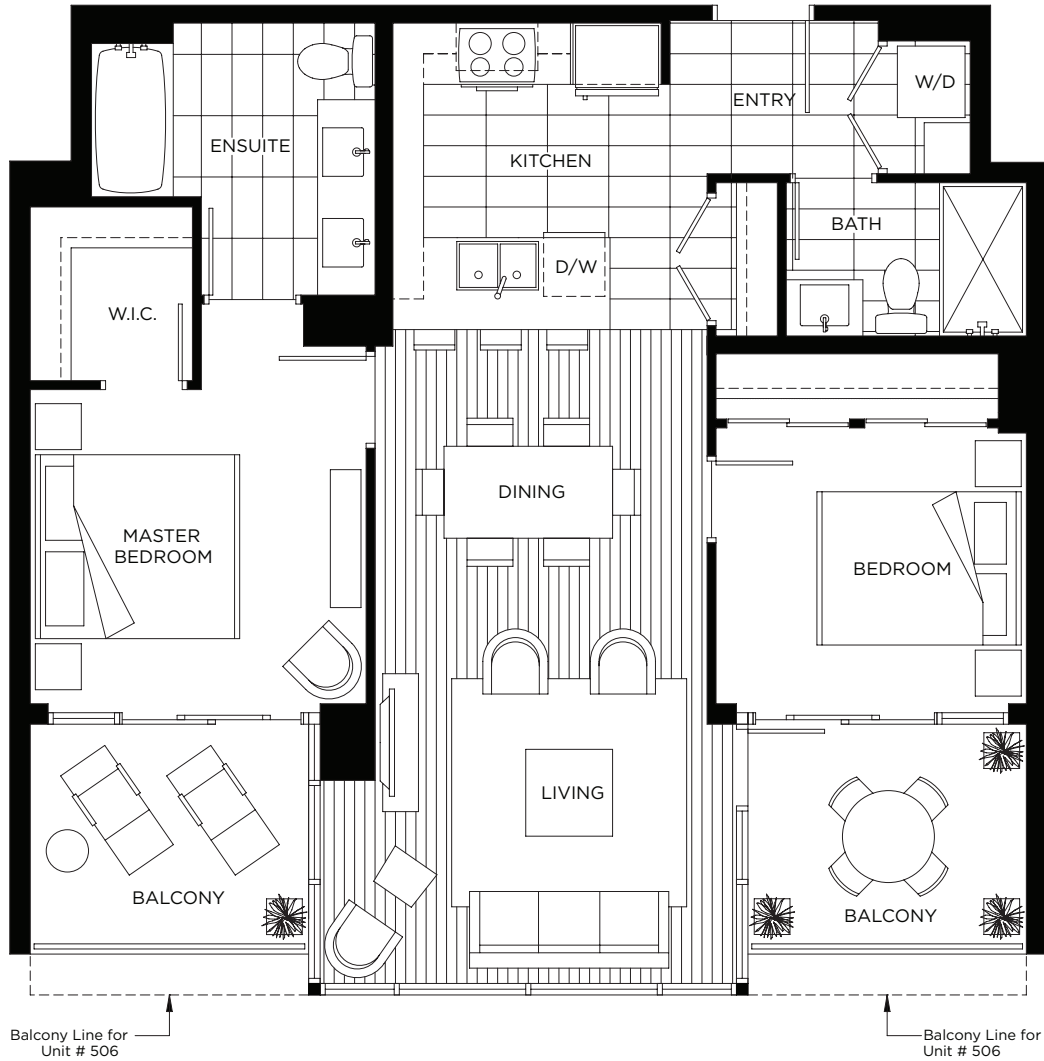 W/D
ENTRY
ENSUITE
KITCHEN
BATH
D/W
W.I.C.
DINING
MASTER
BEDROOM
BEDROOM
LIVING
BALCONY
BALCONY
Balcony Line for
Unit # 506
Balcony Line for
Unit # 506